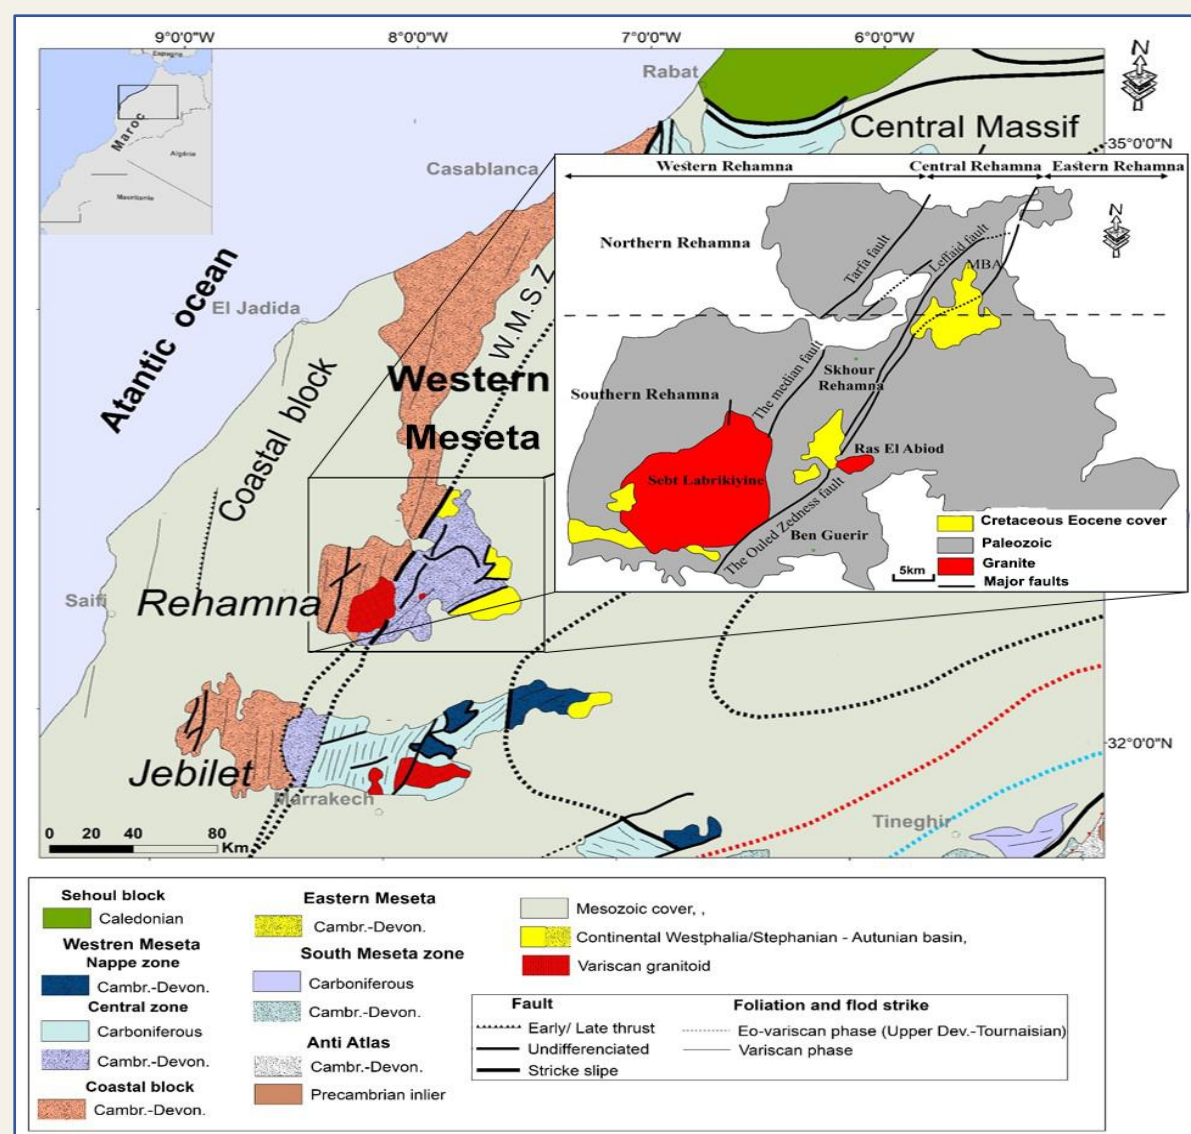 9°0'0"W 8°0'0"W 7°0'0"W 6°0'0"W
Espagne
Maroc
Algérie
Mauritanie
Rabat
N
Central Massif
35°0'0"N
Casablanca
Atantic ocean
El Jadida
Coastal block
W.M.S.Z
Western
Meseta
Saifi
Rehamna
Jebilet
Marrakech
32°0'0"N
Tineghir
0 20 40 80
Km
Western Rehamna Central Rehamna Eastern Rehamna
N
Northern Rehamna
Tarfa fault
Leffaid fault
MBA
The median fault
Skhour
Rehamna
Southern Rehamna
Ras El Abiod
Sebt Labrikiyine
The Ouled Zedness fault
Ben Guerir
5km
Cretaceous Eocene cover
Paleozoic
Granite
Major faults
Sehoul block
Caledonian
Westren Meseta
Nappe zone
Cambr.-Devon.
Central zone
Carboniferous
Cambr.-Devon.
Coastal block
Cambr.-Devon.
Eastern Meseta
Cambr.-Devon.
South Meseta zone
Carboniferous
Cambr.-Devon.
Anti Atlas
Cambr.-Devon.
Precambrian inlier
Mesozoic cover, ,
Continental Westphalia/Stephanian - Autunian basin,
Variscan granitoid
Fault
Early/ Late thrust
Undifferenciated
Stricke slipe
Foliation and flod strike
Eo-variscan phase (Upper Dev.-Tournaisian)
Variscan phase